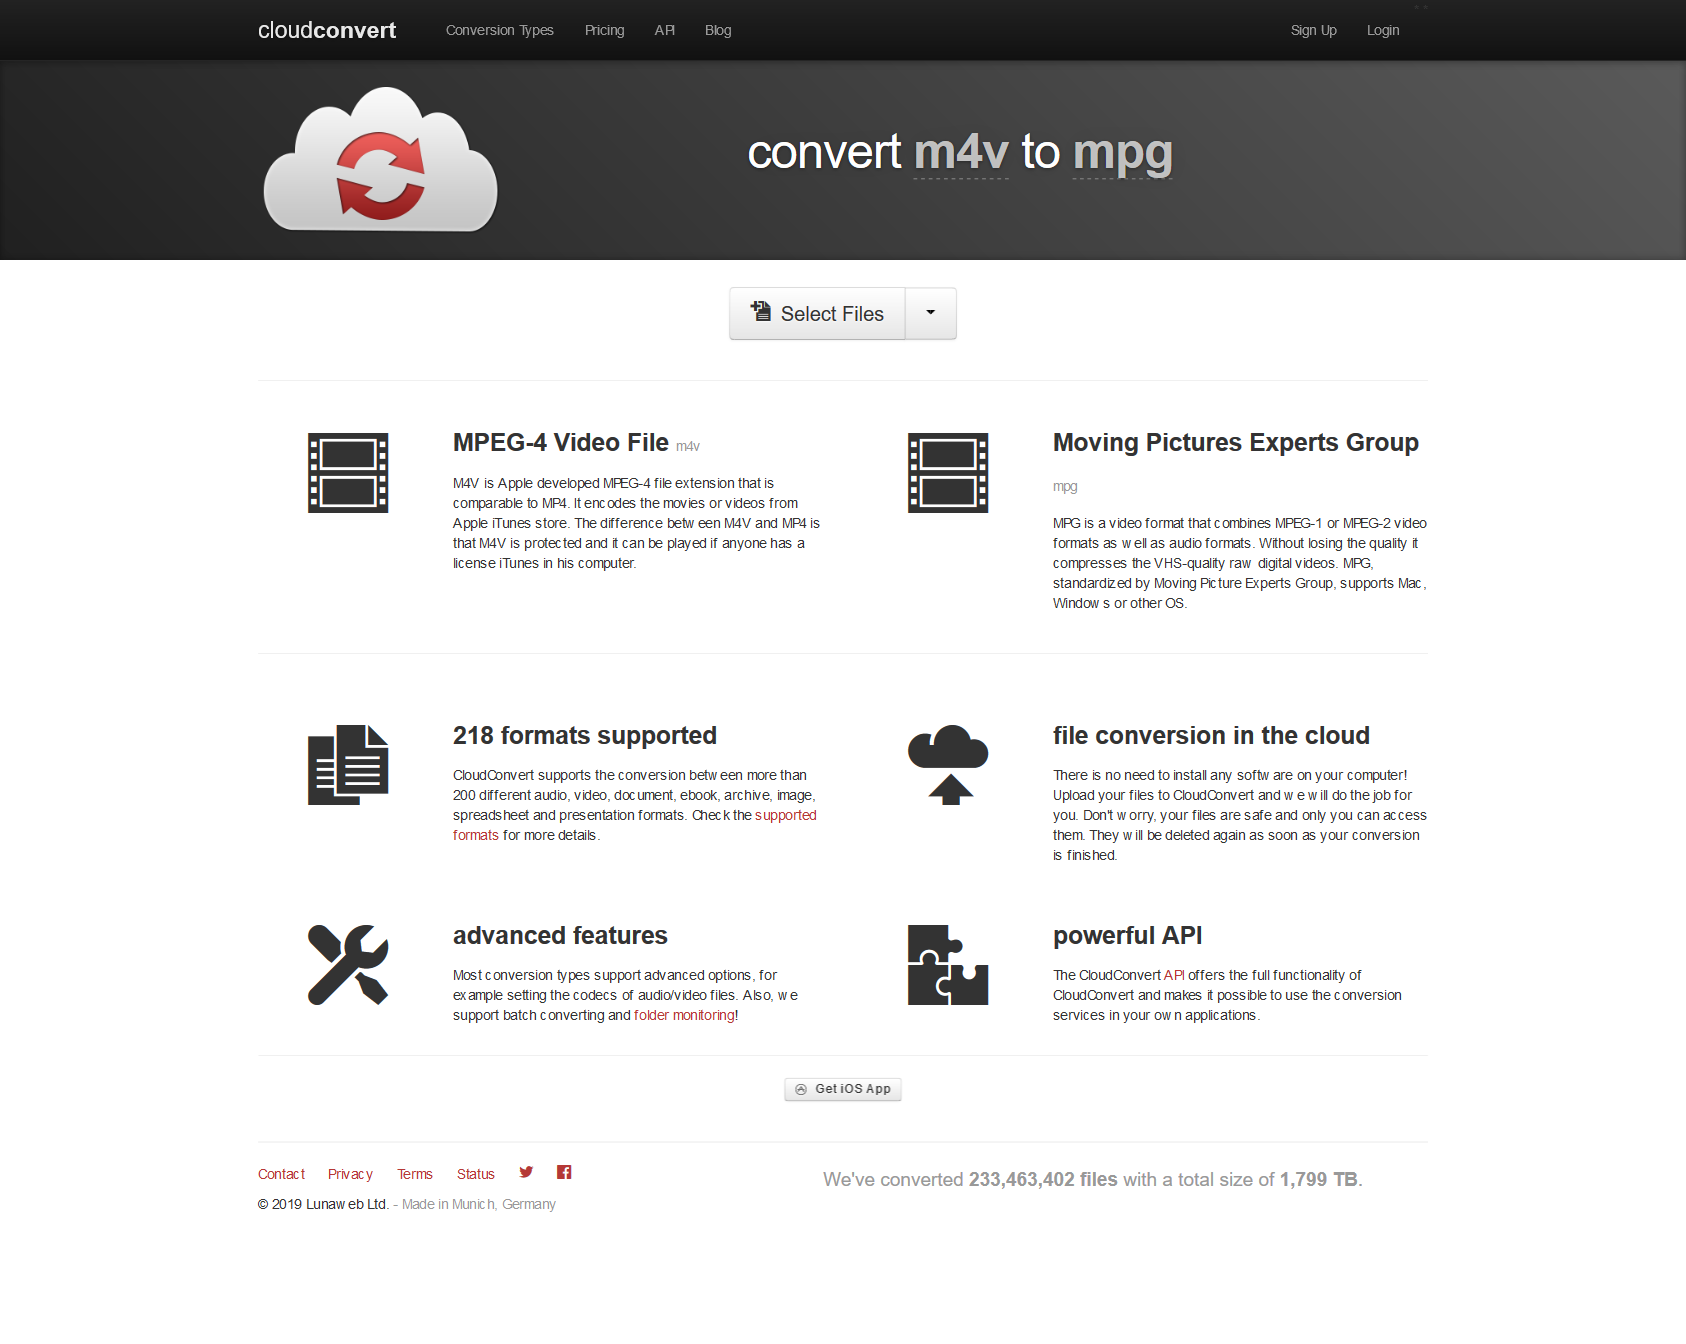 cloudconvert Conversion Types Pricing API Blog Sign Up Login
convert m4v to mpg
Select Files
MPEG-4 Video File m4v
M4V is Apple developed MPEG-4 file extension that is
comparable to MP4. It encodes the movies or videos from
Apple iTunes store. The difference between M4V and MP4 is
that M4V is protected and it can be played if anyone has a
license iTunes in his computer.
Moving Pictures Experts Group
mpg
MPG is a video format that combines MPEG-1 or MPEG-2 video
formats as well as audio formats. Without losing the quality it
compresses the VHS-quality raw digital videos. MPG,
standardized by Moving Picture Experts Group, supports Mac,
Windows or other OS.
218 formats supported
CloudConvert supports the conversion between more than
200 different audio, video, document, ebook, archive, image,
spreadsheet and presentation formats. Check the supported
formats for more details.
file conversion in the cloud
There is no need to install any software on your computer!
Upload your files to CloudConvert and we will do the job for
you. Don't worry, your files are safe and only you can access
them. They will be deleted again as soon as your conversion
is finished.
advanced features
Most conversion types support advanced options, for
example setting the codecs of audio/video files. Also, we
support batch converting and folder monitoring!
powerful API
The CloudConvert API offers the full functionality of
CloudConvert and makes it possible to use the conversion
services in your own applications.
Get iOS App
Contact Privacy Terms Status
© 2019 Lunaweb Ltd. - Made in Munich, Germany
We've converted 233,463,402 files with a total size of 1,799 TB.